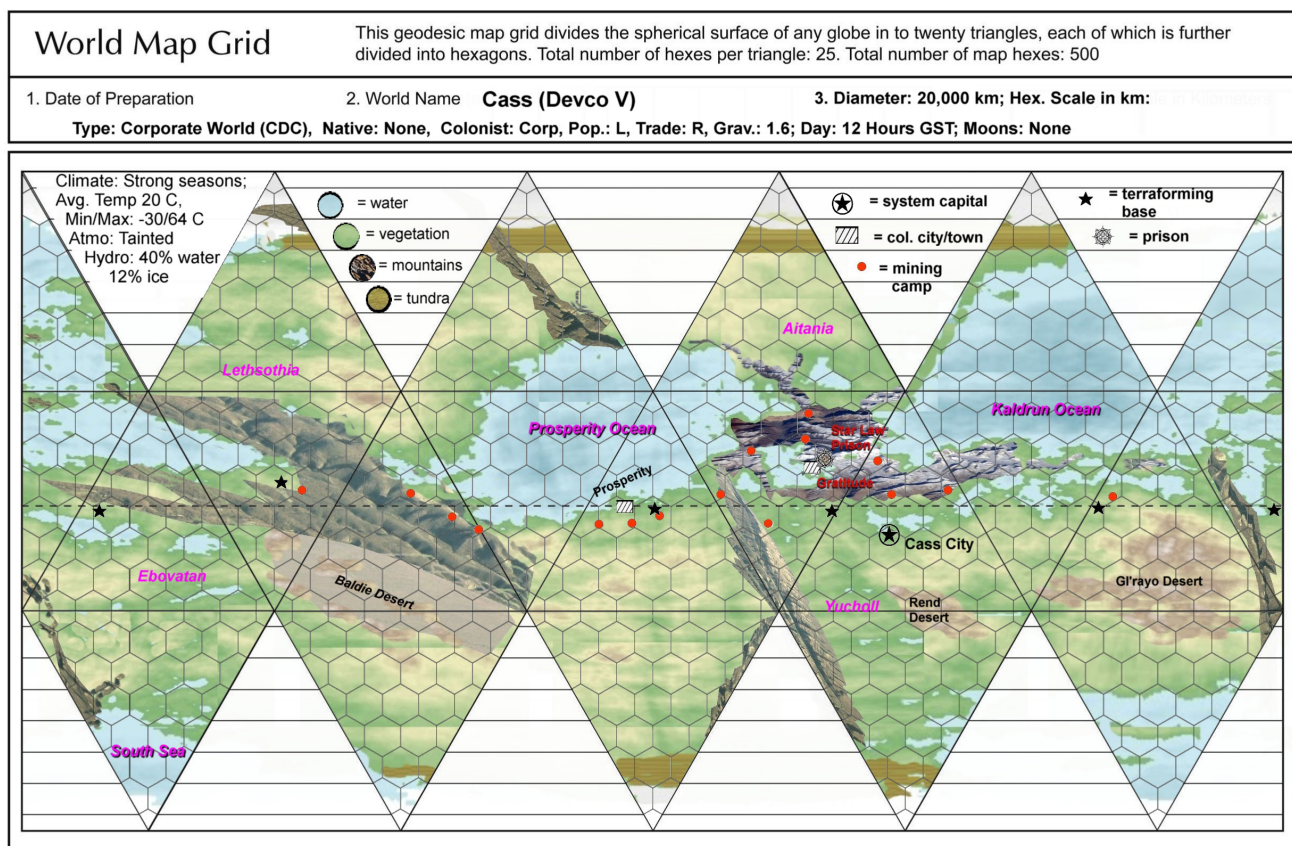 World Map Grid
This geodesic map grid divides the spherical surface of any globe in to twenty triangles, each of which is further
divided into hexagons. Total number of hexes per triangle: 25. Total number of map hexes: 500
1. Date of Preparation
2. World Name Cass (Devco V)
3. Diameter: 20,000 km; Hex. Scale in km:
Type: Corporate World (CDC), Native: None, Colonist: Corp, Pop.: L, Trade: R, Grav.: 1.6; Day: 12 Hours GST; Moons: None
Climate: Strong seasons;
Avg. Temp 20 C,
Min/Max: -30/64 C
Atmo: Tainted
Hydro: 40% water
12% ice
= water
= vegetation
= mountains
= tundra
= system capital
= col. city/town
= mining
camp
= terraforming
base
= prison
Lethsothia
Aitania
Prosperity Ocean
Kaldrun Ocean
Star Law
Prison
Prosperity
Gratitude
Cass City
Ebovatan
Baldie Desert
Yucholl
Rend
Desert
Gl'rayo Desert
South Sea